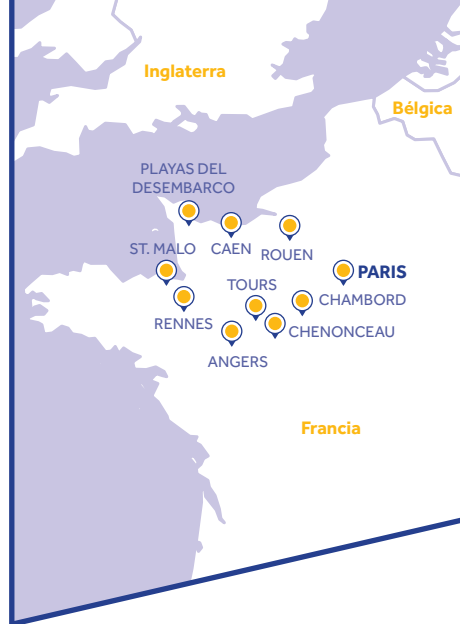 Inglaterra
Bélgica
PLAYAS DEL
DESEMBARCO
ST. MALO
CAEN
ROUEN
PARIS
TOURS
CHAMBORD
RENNES
CHENONCEAU
ANGERS
Francia